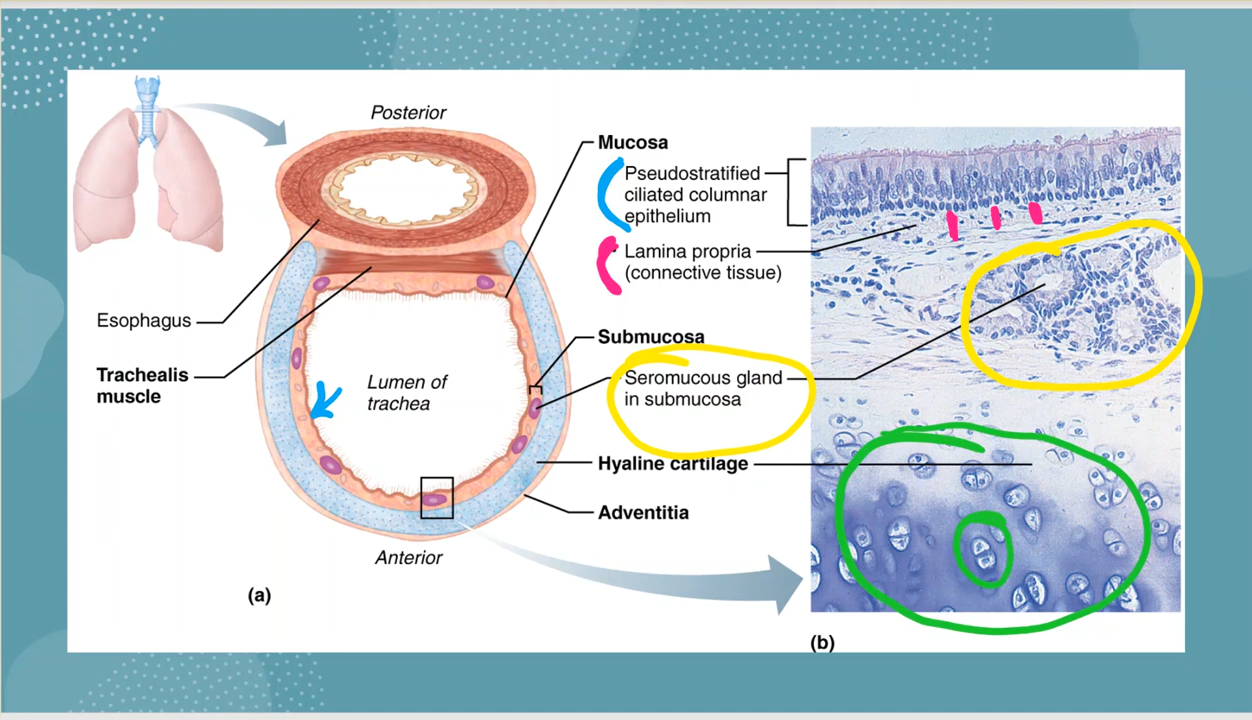 Posterior
Mucosa
Pseudostratified
ciliated columnar
epithelium
Lamina propria
(connective tissue)
Esophagus
Trachealis
muscle
Lumen of
trachea
Submucosa
Seromucous gland
in submucosa
Hyaline cartilage
Adventitia
Anterior
(a)
(b)